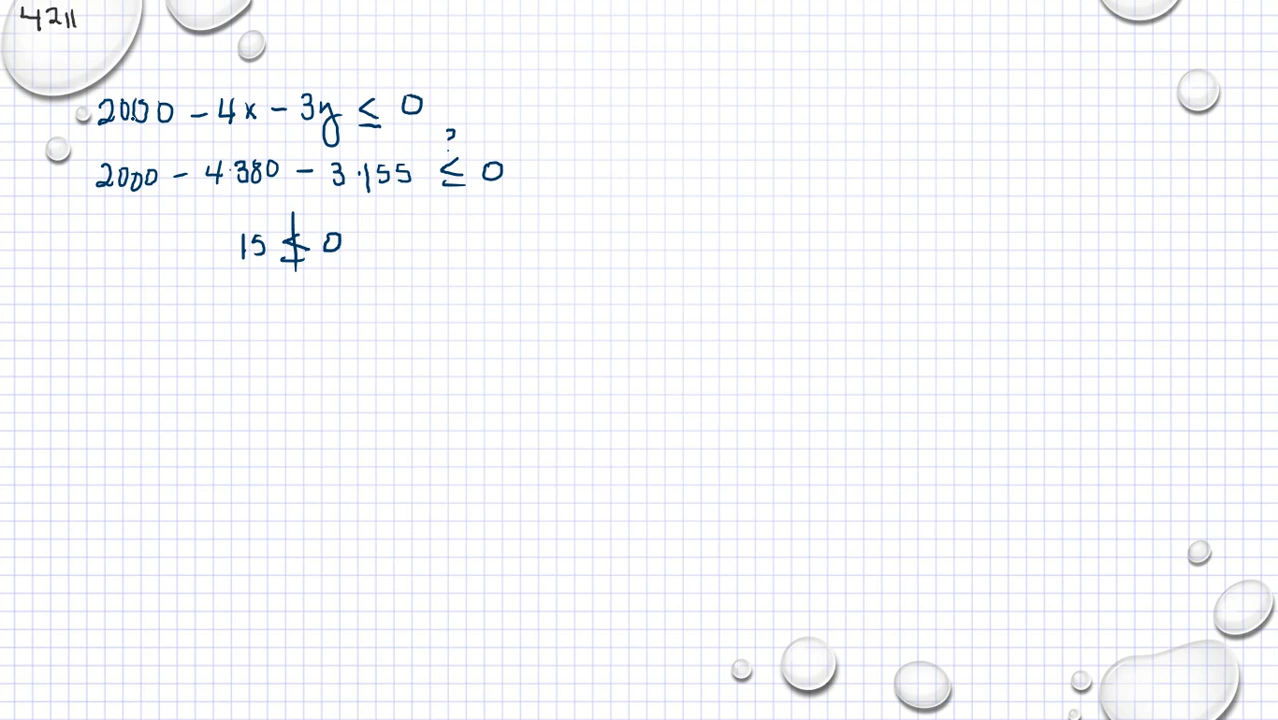 4211
2000 - 4x - 3y ≤ 0
?
2000 - 4·380 - 3·155 ≤ 0
15 ≰ 0